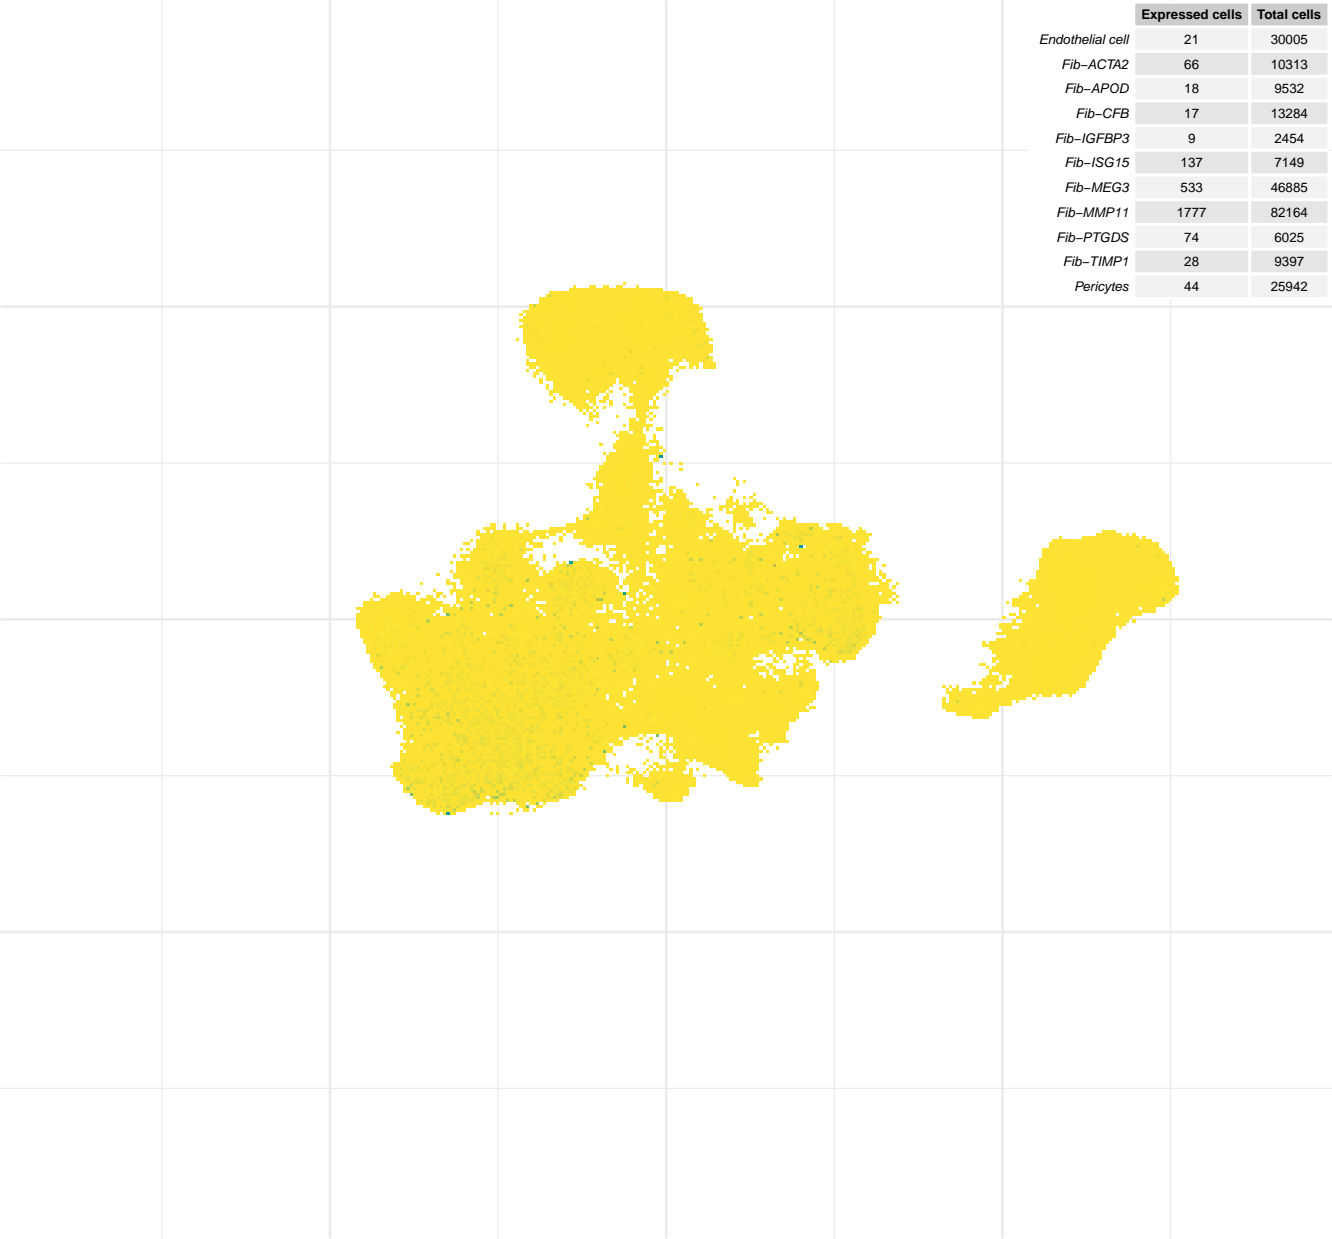 Expressed cells Total cells
Endothelial cell 21 30005
Fib−ACTA2 66 10313
Fib−APOD 18 9532
Fib−CFB 17 13284
Fib−IGFBP3 9 2454
Fib−ISG15 137 7149
Fib−MEG3 533 46885
Fib−MMP11 1777 82164
Fib−PTGDS 74 6025
Fib−TIMP1 28 9397
Pericytes 44 25942